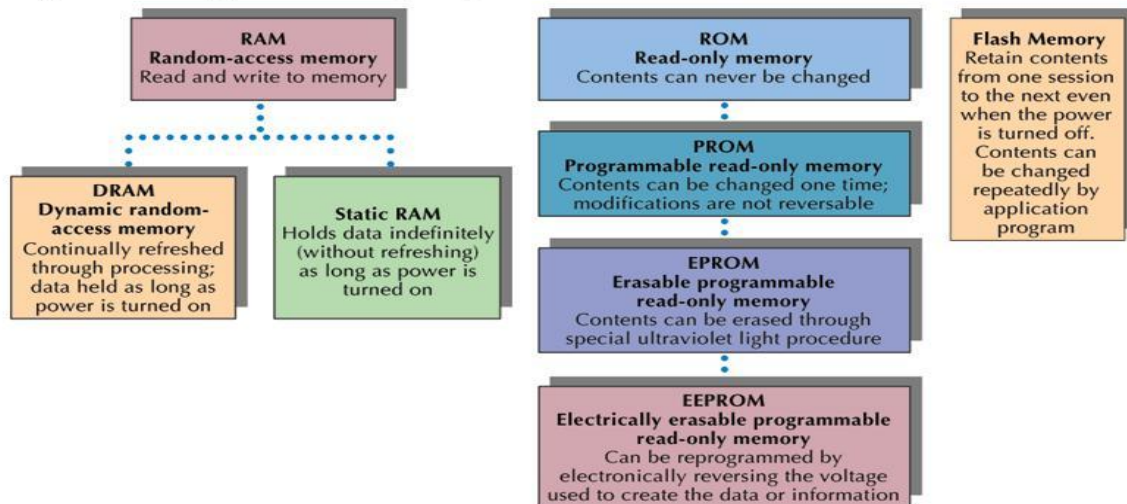 RAM
Random-access memory
Read and write to memory
DRAM
Dynamic random-
access memory
Continually refreshed
through processing;
data held as long as
power is turned on
Static RAM
Holds data indefinitely
(without refreshing)
as long as power is
turned on
ROM
Read-only memory
Contents can never be changed
PROM
Programmable read-only memory
Contents can be changed one time;
modifications are not reversable
EPROM
Erasable programmable
read-only memory
Contents can be erased through
special ultraviolet light procedure
EEPROM
Electrically erasable programmable
read-only memory
Can be reprogrammed by
electronically reversing the voltage
used to create the data or information
Flash Memory
Retain contents
from one session
to the next even
when the power
is turned off.
Contents can
be changed
repeatedly by
application
program